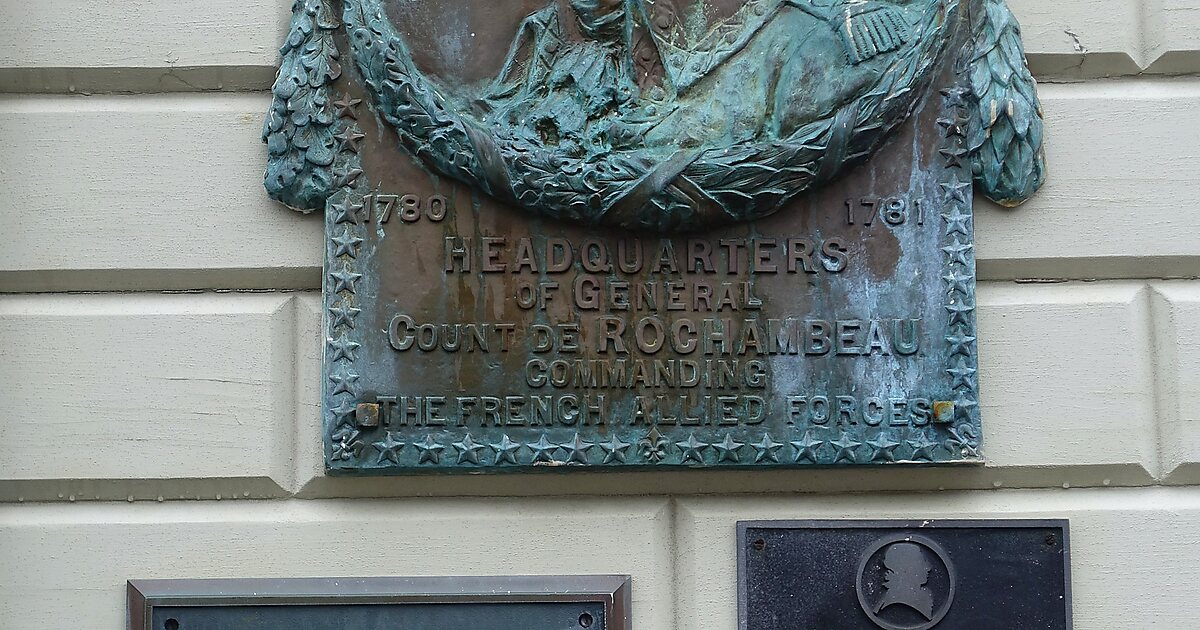 1780 1781
HEADQUARTERS
OF GENERAL
COUNT DE ROCHAMBEAU
COMMANDING
THE FRENCH ALLIED FORCES